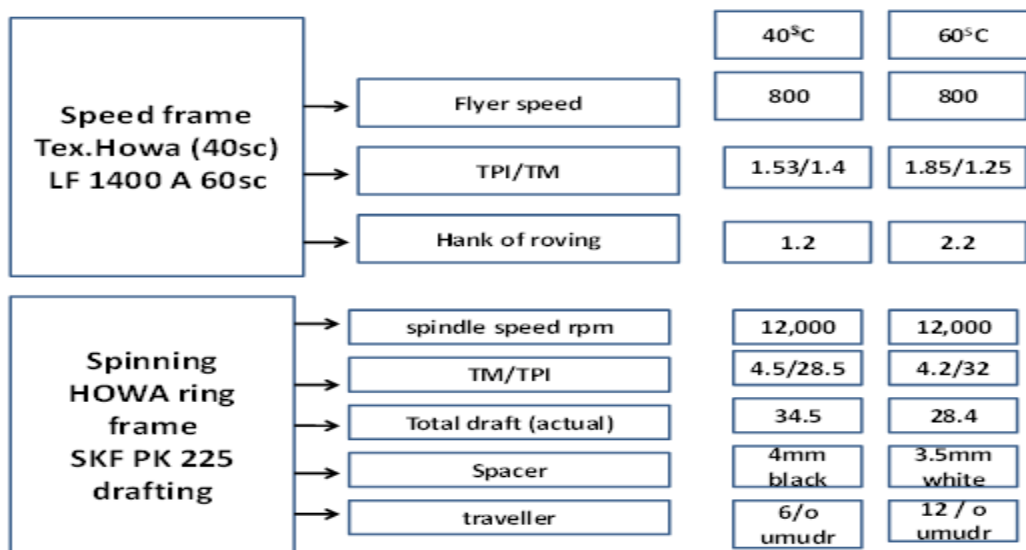 40ˢC 60ˢC
Speed frame
Tex.Howa (40sc)
LF 1400 A 60sc
Flyer speed 800 800
TPI/TM 1.53/1.4 1.85/1.25
Hank of roving 1.2 2.2
Spinning
HOWA ring
frame
SKF PK 225
drafting
spindle speed rpm 12,000 12,000
TM/TPI 4.5/28.5 4.2/32
Total draft (actual) 34.5 28.4
Spacer 4mm black 3.5mm white
traveller 6/o umudr 12 / o umudr